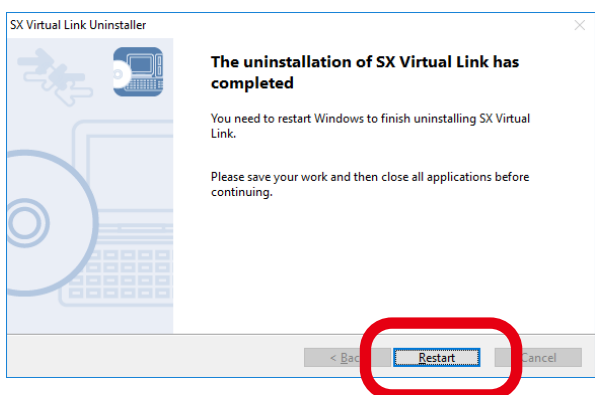 SX Virtual Link Uninstaller
The uninstallation of SX Virtual Link has
completed
You need to restart Windows to finish uninstalling SX Virtual
Link.
Please save your work and then close all applications before
continuing.
< Bac
Restart
Cancel